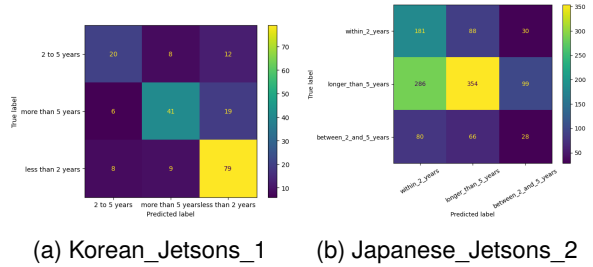 2 to 5 years
more than 5 years
less than 2 years
True label
20 8 12
6 41 19
8 9 79
2 to 5 years more than 5 years less than 2 years
Predicted label
70
60
50
40
30
20
10
(a) Korean_Jetsons_1
within_2_years
longer_than_5_years
between_2_and_5_years
True label
181 88 30
286 354 99
80 66 28
within_2_years longer_than_5_years between_2_and_5_years
Predicted label
350
300
250
200
150
100
50
(b) Japanese_Jetsons_2